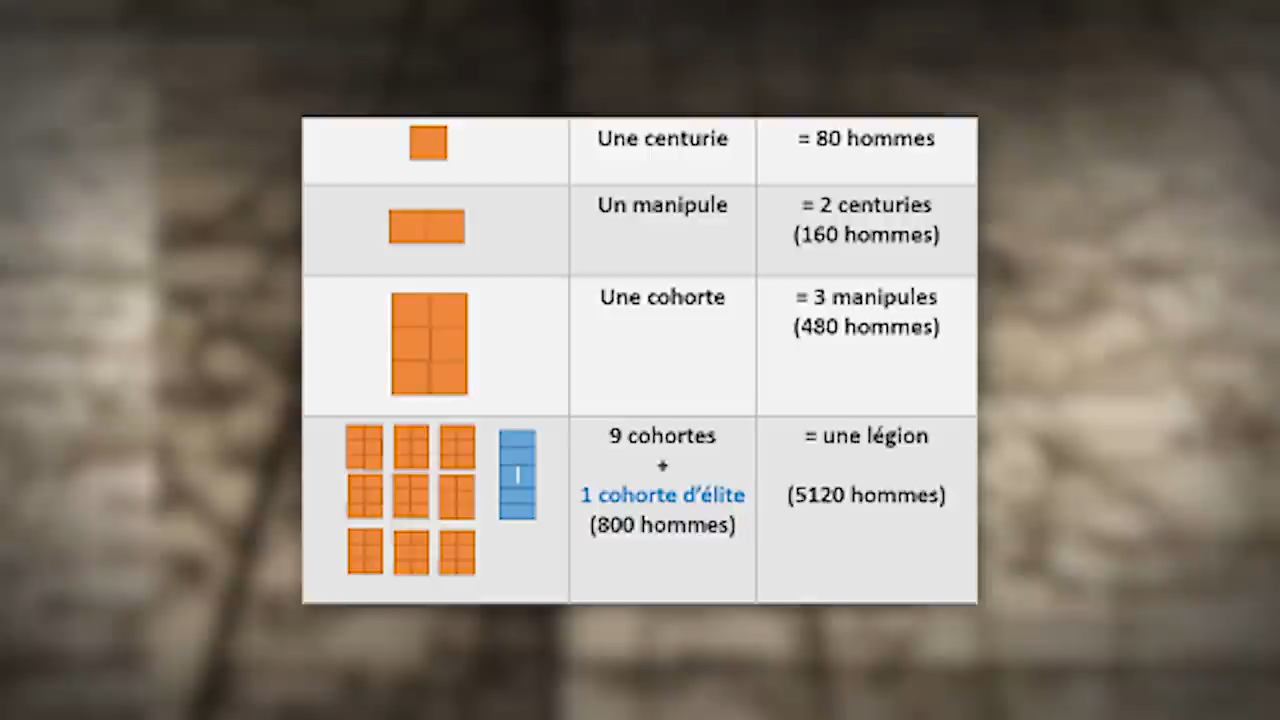 Une centurie
= 80 hommes
Un manipule
= 2 centuries
(160 hommes)
Une cohorte
= 3 manipules
(480 hommes)
9 cohortes
+
1 cohorte d'élite
(800 hommes)
= une légion
(5120 hommes)